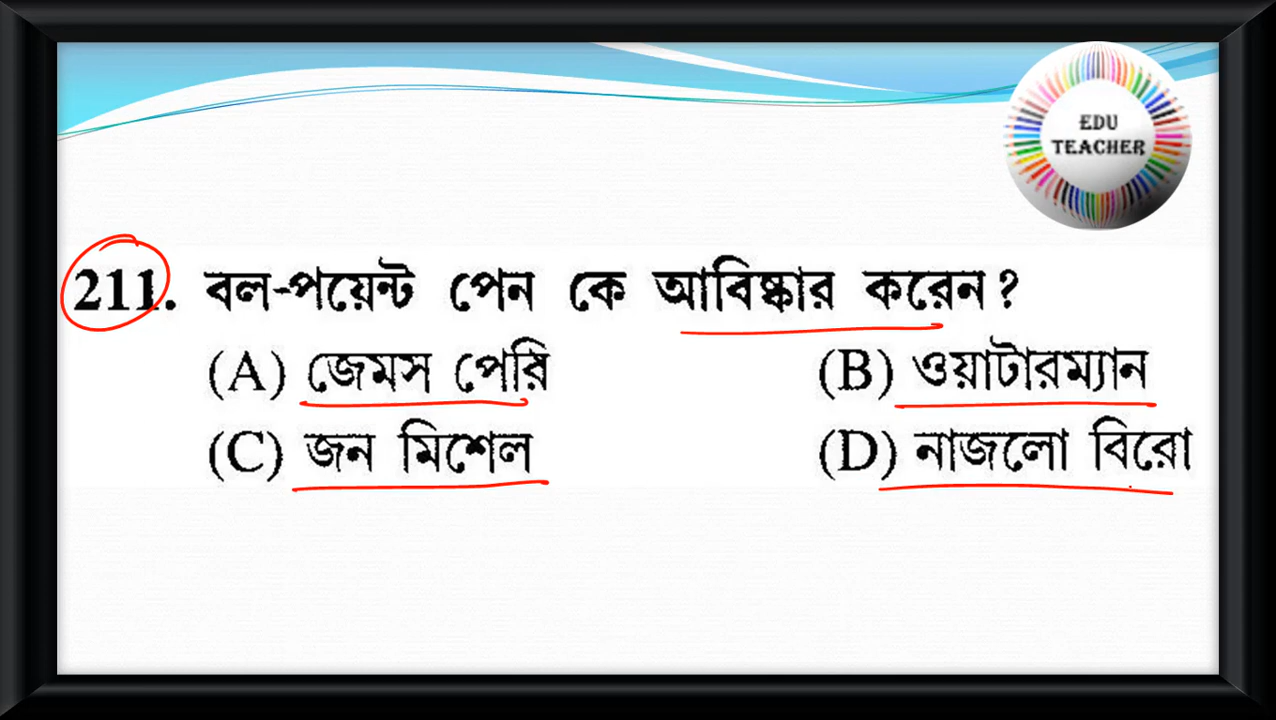 EDU
TEACHER
211. বল-পয়েন্ট পেন কে আবিষ্কার করেন?
(A) জেমস পেরি (B) ওয়াটারম্যান
(C) জন মিশেল (D) নাজলো বিরো